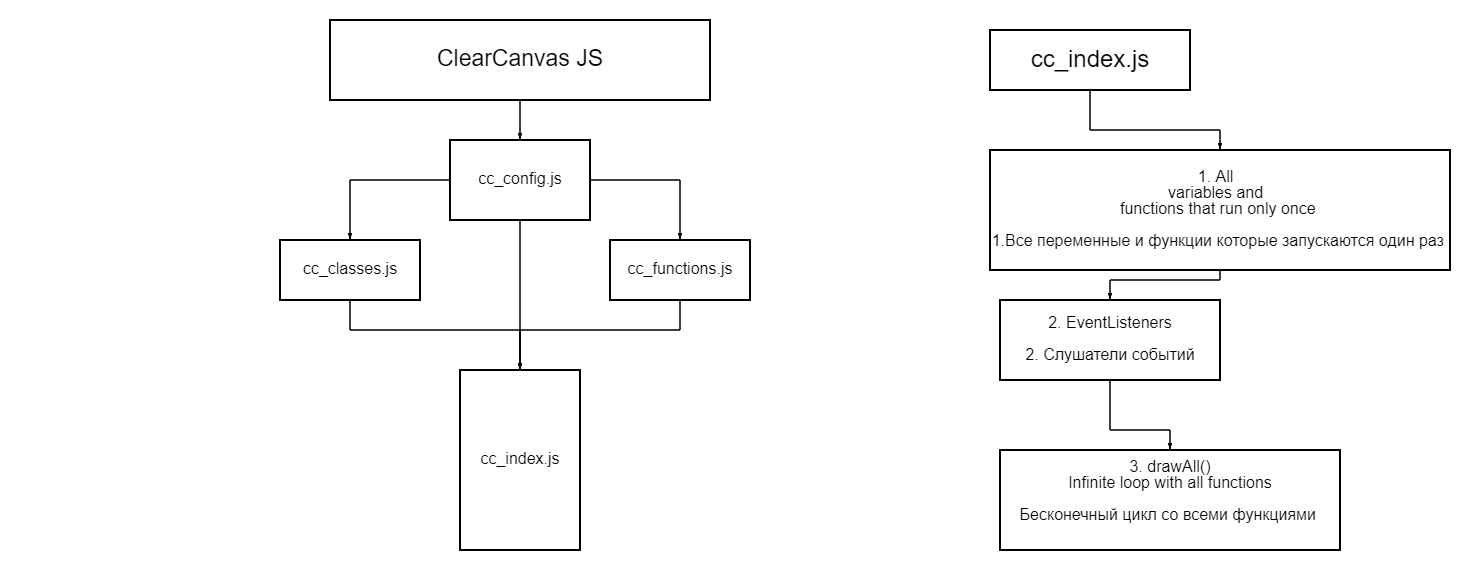 ClearCanvas JS
cc_config.js
cc_classes.js
cc_functions.js
cc_index.js
cc_index.js
1. All
variables and
functions that run only once
1.Все переменные и функции которые запускаются один раз
2. EventListeners
2. Слушатели событий
3. drawAll()
Infinite loop with all functions
Бесконечный цикл со всеми функциями